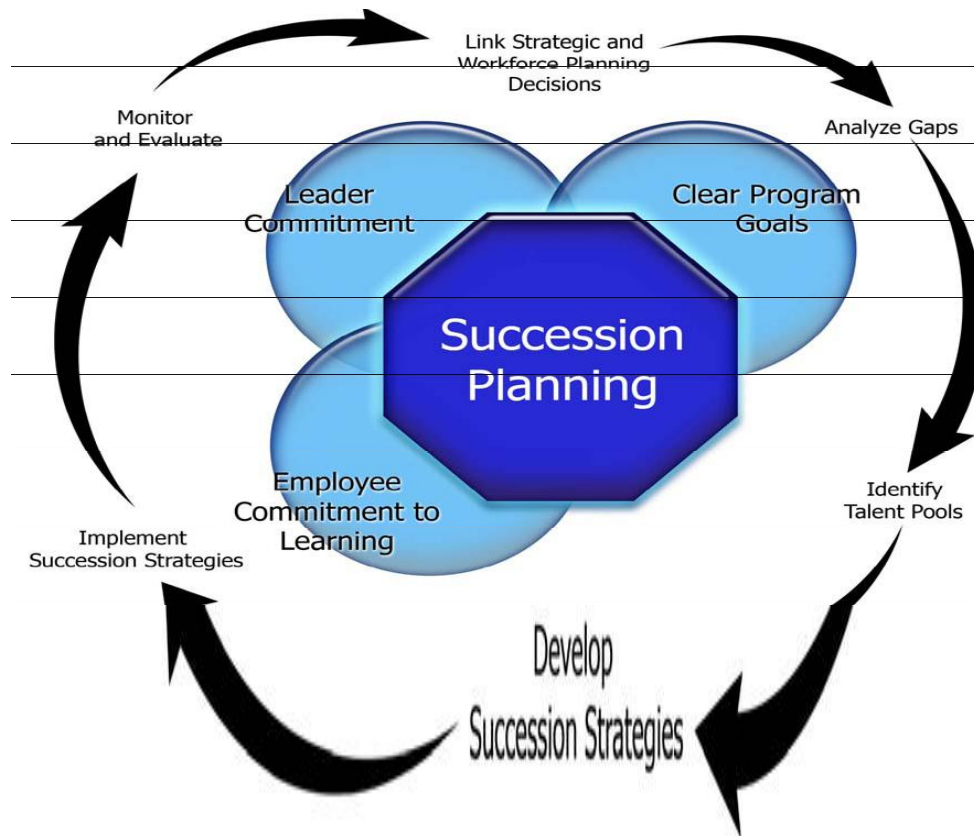 Link Strategic and
Workforce Planning
Decisions
Monitor
and Evaluate
Analyze Gaps
Leader
Commitment
Clear Program
Goals
Succession
Planning
Employee
Commitment to
Learning
Identify
Talent Pools
Implement
Succession Strategies
Develop
Succession Strategies